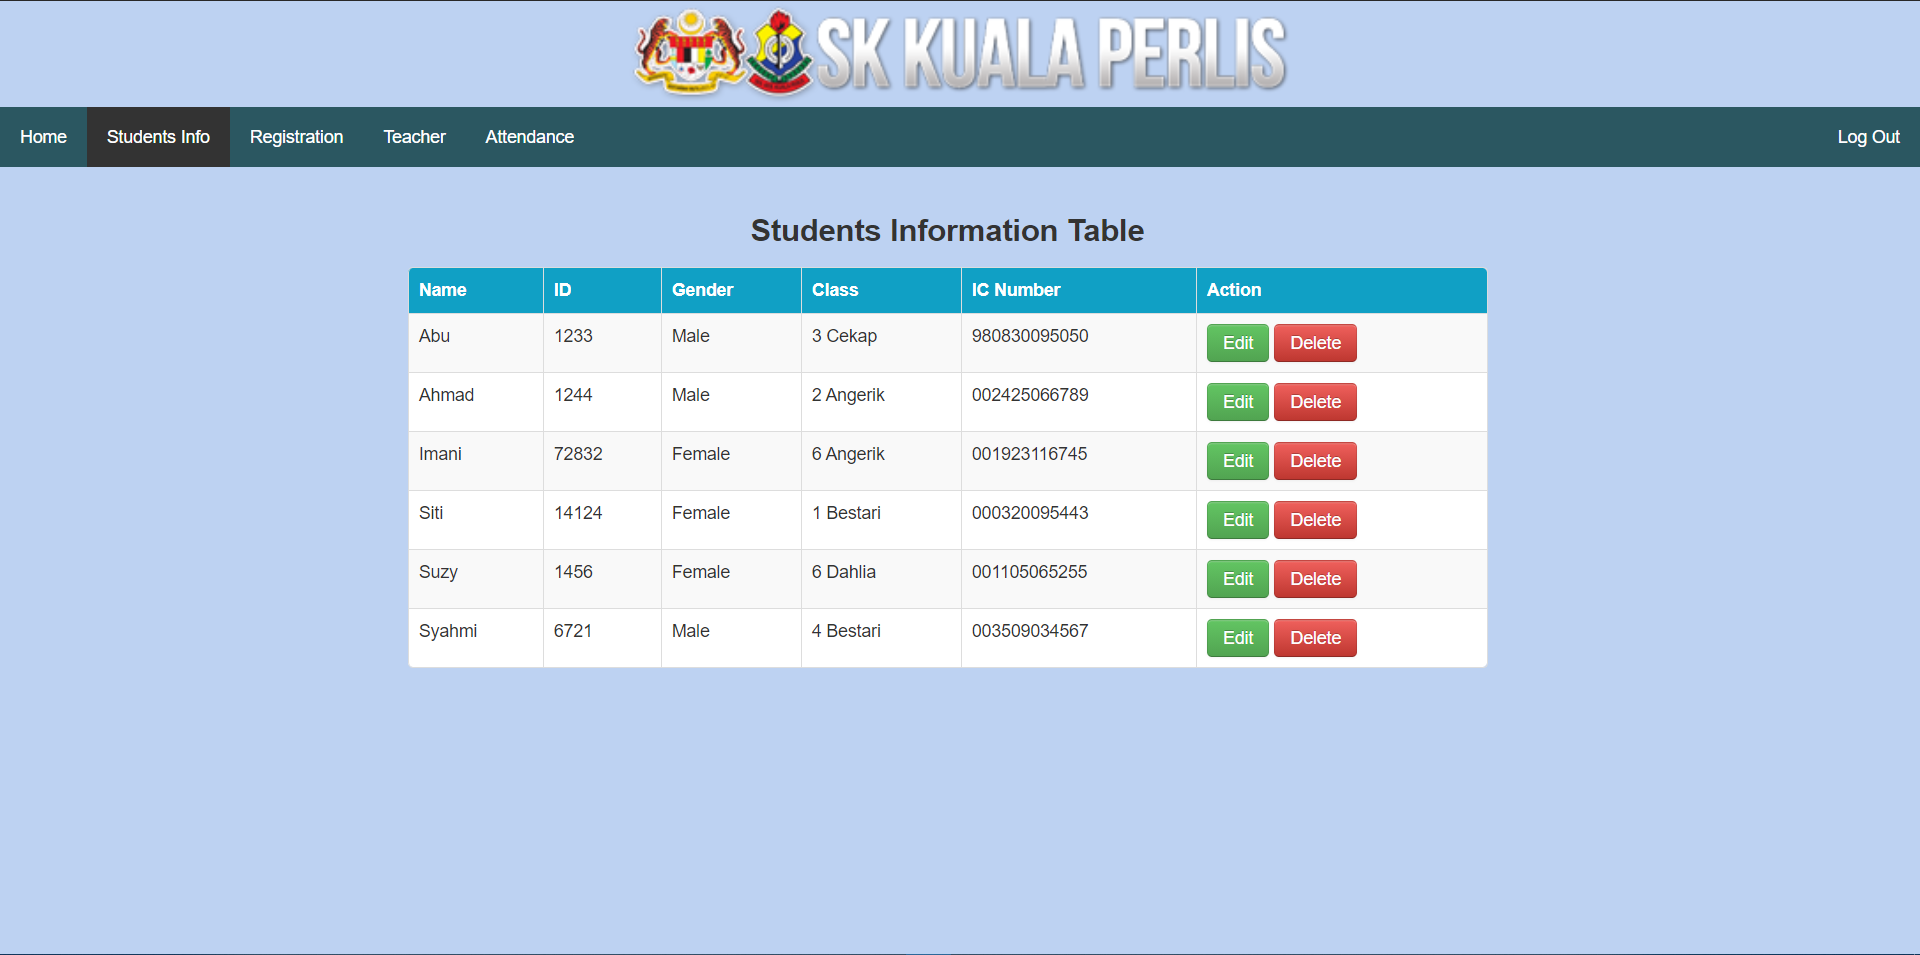 SK KUALA PERLIS
Home Students Info Registration Teacher Attendance Log Out
Students Information Table
Name ID Gender Class IC Number Action
Abu 1233 Male 3 Cekap 980830095050 Edit Delete
Ahmad 1244 Male 2 Angerik 002425066789 Edit Delete
Imani 72832 Female 6 Angerik 001923116745 Edit Delete
Siti 14124 Female 1 Bestari 000320095443 Edit Delete
Suzy 1456 Female 6 Dahlia 001105065255 Edit Delete
Syahmi 6721 Male 4 Bestari 003509034567 Edit Delete